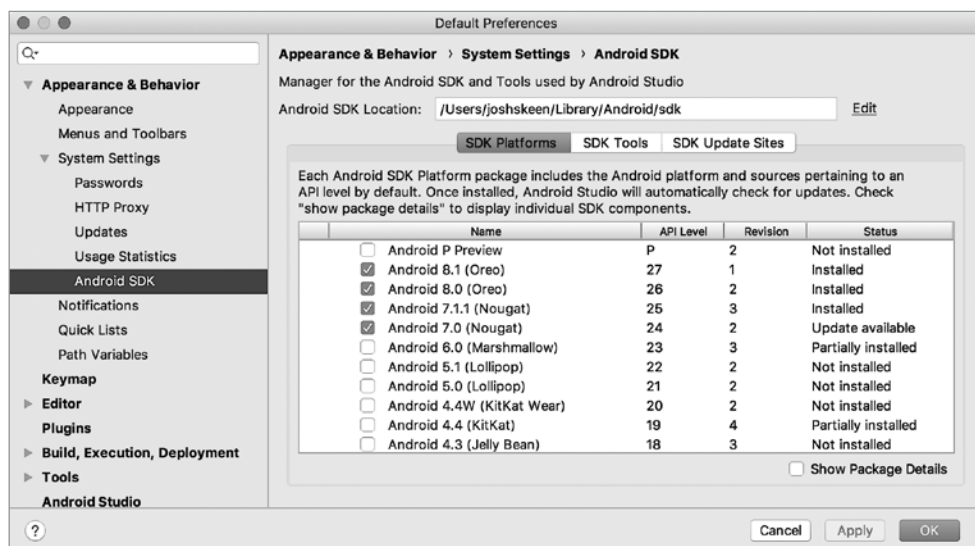 Default Preferences
Appearance & Behavior
Appearance
Menus and Toolbars
System Settings
Passwords
HTTP Proxy
Updates
Usage Statistics
Android SDK
Notifications
Quick Lists
Path Variables
Keymap
Editor
Plugins
Build, Execution, Deployment
Tools
Android Studio
Appearance & Behavior › System Settings › Android SDK
Manager for the Android SDK and Tools used by Android Studio
Android SDK Location: /Users/joshskeen/Library/Android/sdk Edit
SDK Platforms SDK Tools SDK Update Sites
Each Android SDK Platform package includes the Android platform and sources pertaining to an
API level by default. Once installed, Android Studio will automatically check for updates. Check
"show package details" to display individual SDK components.
Name API Level Revision Status
Android P Preview P 2 Not installed
Android 8.1 (Oreo) 27 1 Installed
Android 8.0 (Oreo) 26 2 Installed
Android 7.1.1 (Nougat) 25 3 Installed
Android 7.0 (Nougat) 24 2 Update available
Android 6.0 (Marshmallow) 23 3 Partially installed
Android 5.1 (Lollipop) 22 2 Not installed
Android 5.0 (Lollipop) 21 2 Not installed
Android 4.4W (KitKat Wear) 20 2 Not installed
Android 4.4 (KitKat) 19 4 Partially installed
Android 4.3 (Jelly Bean) 18 3 Not installed
Show Package Details
? Cancel Apply OK